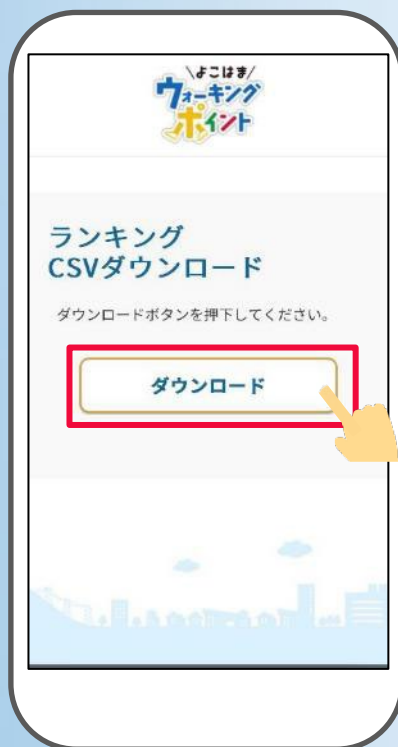 よこはま
ウォーキング
ポイント
ランキング
CSVダウンロード
ダウンロードボタンを押下してください。
ダウンロード